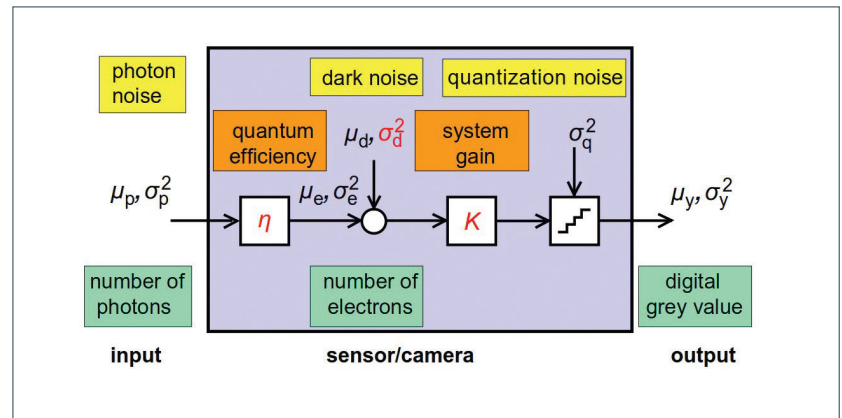 photon
noise
dark noise
quantization noise
quantum
efficiency
μd, σd²
system
gain
σq²
μp, σp²
μe, σe²
μy, σy²
η
K
number of
photons
number of
electrons
digital
grey value
input
sensor/camera
output